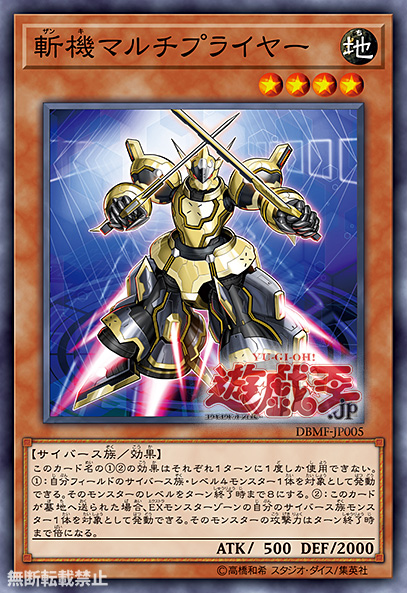 斬機マルチプライヤー
ザン キ
地
YU-GI-OH!
遊戯王
.jp
DBMF-JP005
【サイバース族/効果】
このカード名の①②の効果はそれぞれ1ターンに1度しか使用できない。
①:自分フィールドのサイバース族・レベル4モンスター1体を対象として発動
できる。そのモンスターのレベルをターン終了時まで8にする。②:このカード
が墓地へ送られた場合、EXモンスターゾーンの自分のサイバース族モンス
ター1体を対象として発動できる。そのモンスターの攻撃力はターン終了時
まで倍になる。
ATK/ 500 DEF/2000
無断転載禁止
©高橋和希 スタジオ・ダイス/集英社